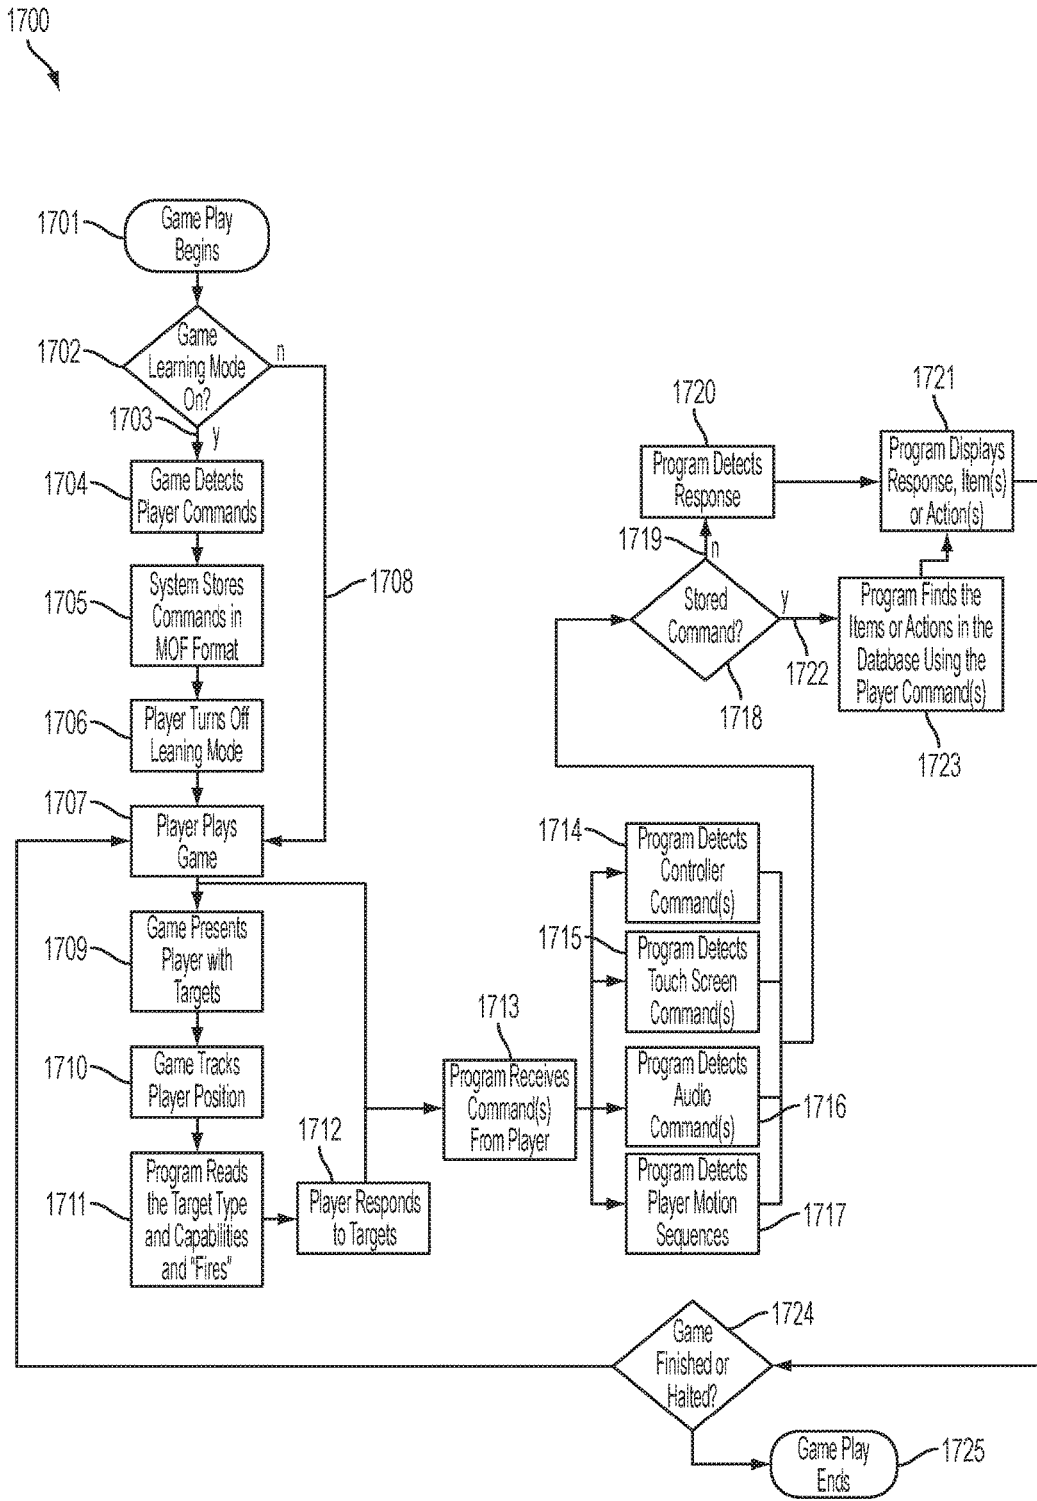 1700
1701
Game Play
Begins
1702
Game
Learning Mode
On?
n
1703
y
1704
Game Detects
Player Commands
1705
System Stores
Commands in
MOF Format
1708
1706
Player Turns Off
Leaning Mode
1707
Player Plays
Game
1709
Game Presents
Player with
Targets
1710
Game Tracks
Player Position
1711
Program Reads
the Target Type
and Capabilities
and "Fires"
1712
Player Responds
to Targets
1713
Program Receives
Command(s)
From Player
1714
Program Detects
Controller
Command(s)
1715
Program Detects
Touch Screen
Command(s)
Program Detects
Audio
Command(s)
1716
Program Detects
Player Motion
Sequences
1717
Stored
Command?
1718
1719
n
1720
Program Detects
Response
1721
Program Displays
Response, Item(s)
or Action(s)
y
1722
Program Finds the
Items or Actions in the
Database Using the
Player Command(s)
1723
1724
Game
Finished or
Halted?
Game Play
Ends
1725